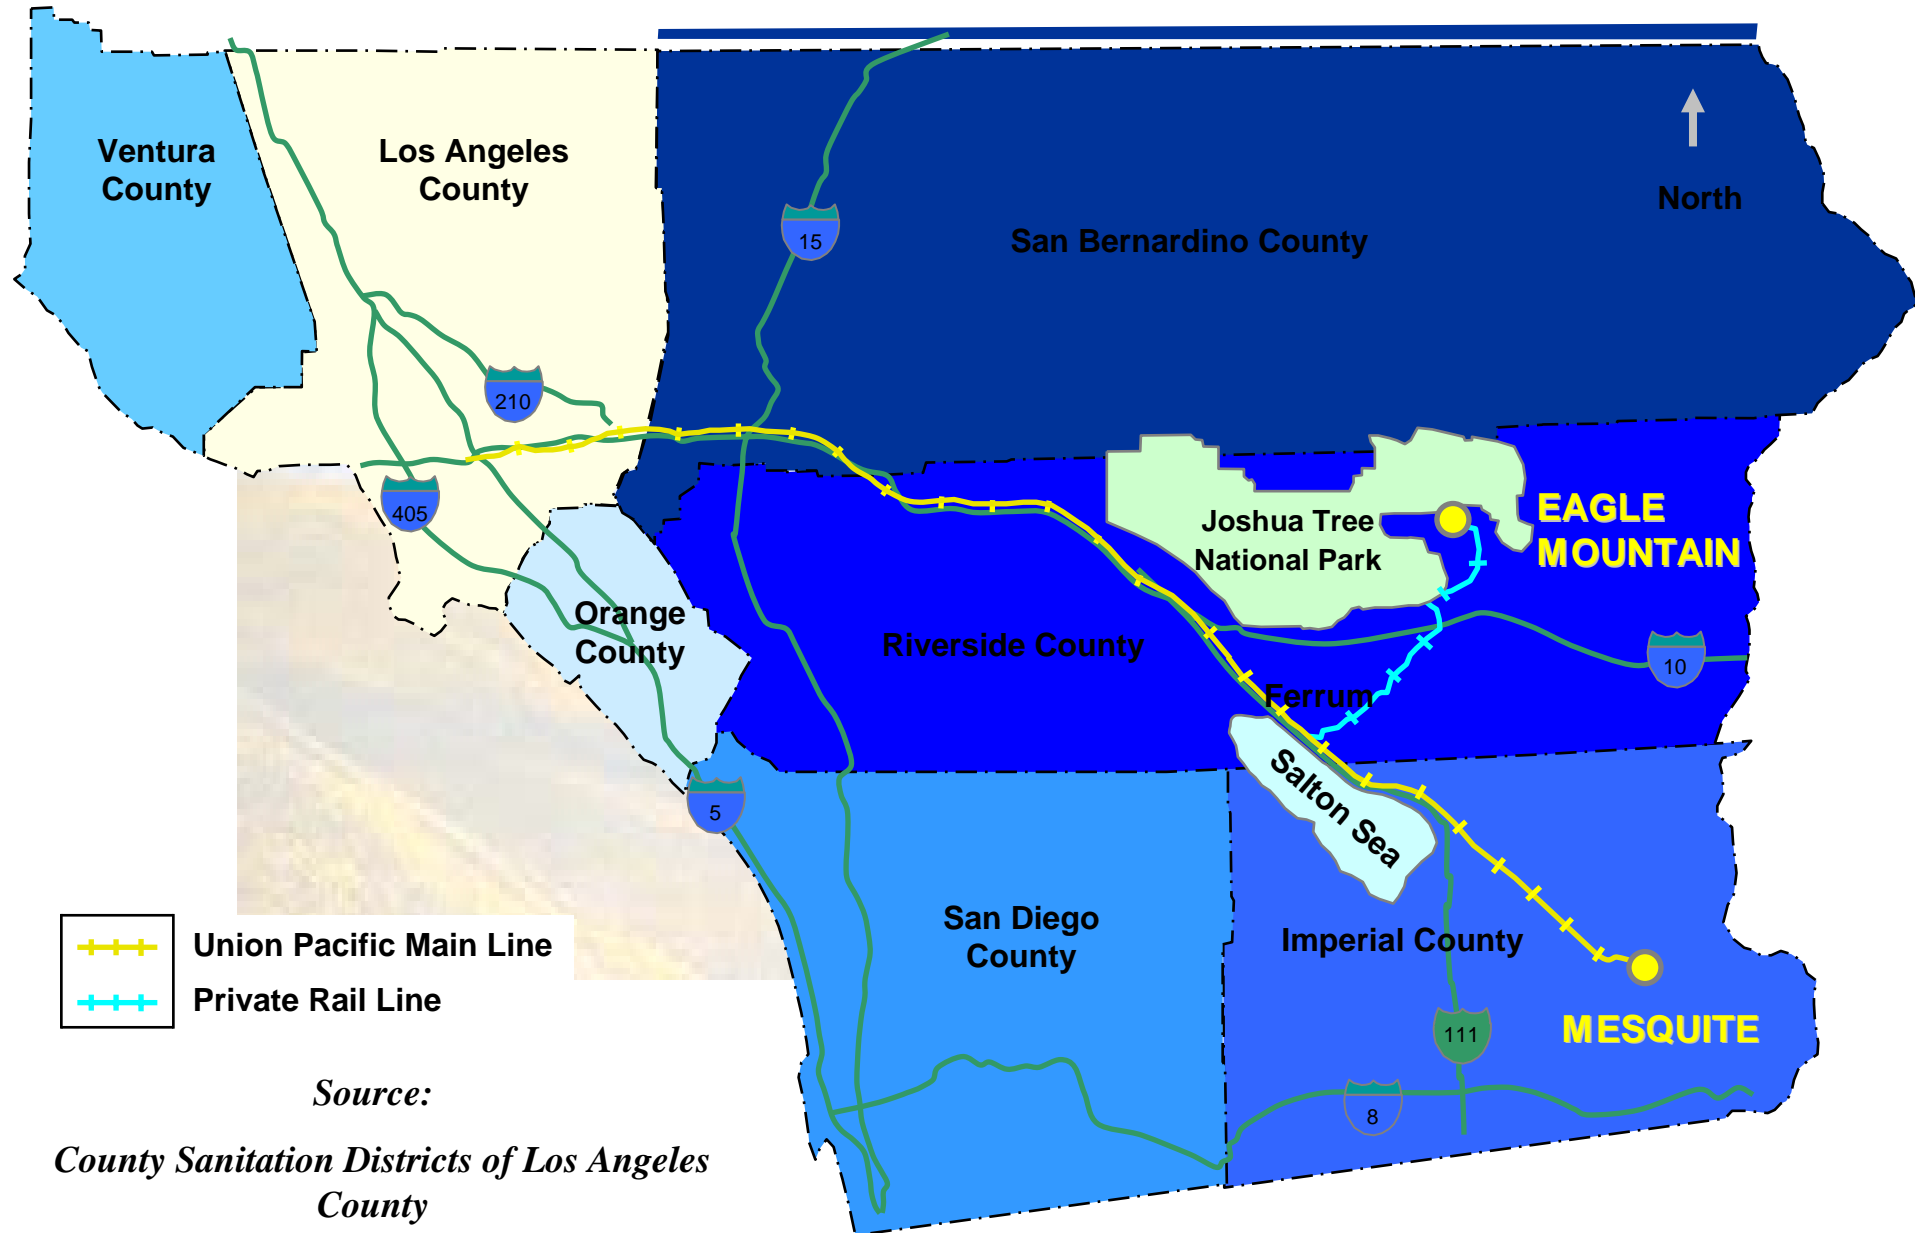 Ventura
County
Los Angeles
County
North
15
San Bernardino County
210
405
Joshua Tree
National Park
EAGLE
MOUNTAIN
Orange
County
Riverside County
10
Ferrum
Salton Sea
5
San Diego
County
Imperial County
111
MESQUITE
8
Union Pacific Main Line
Private Rail Line
Source:
County Sanitation Districts of Los Angeles
County